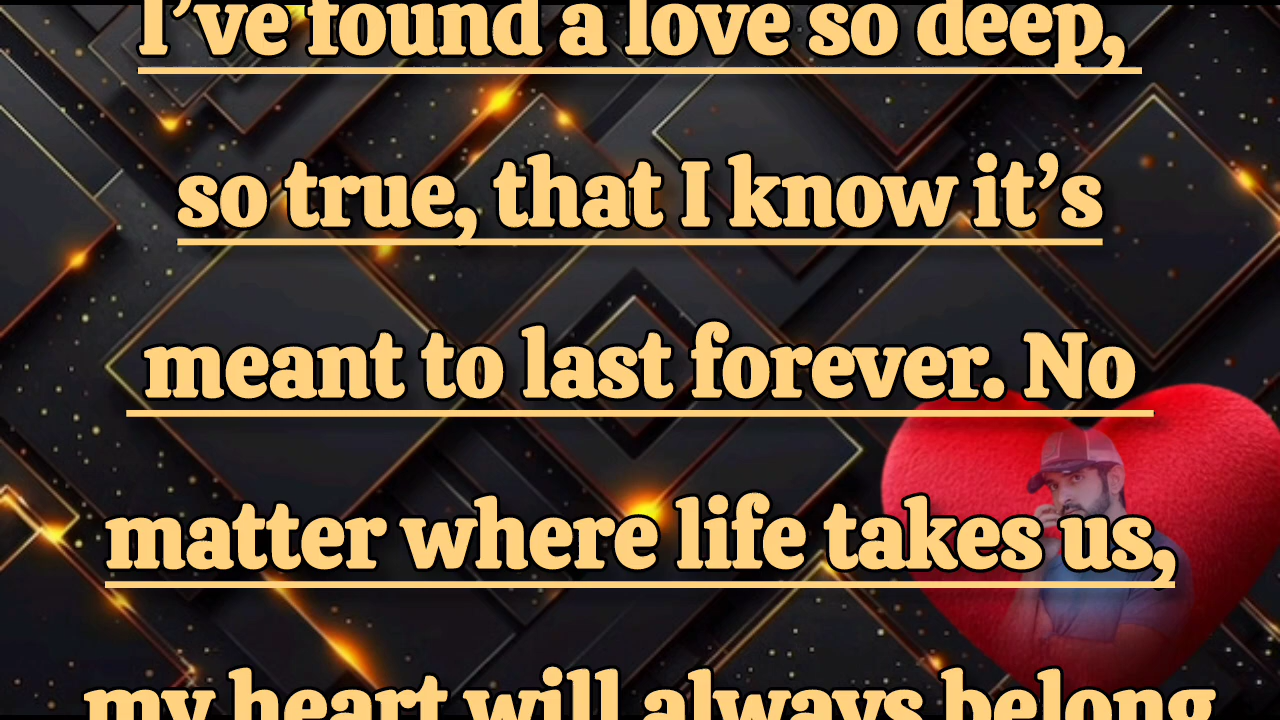 I’ve found a love so deep,
so true, that I know it’s
meant to last forever. No
matter where life takes us,
my heart will always belong